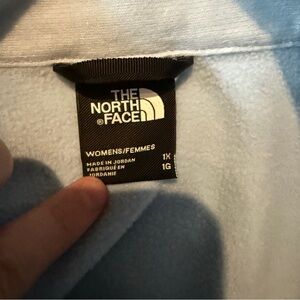 THE
NORTH
FACE
®
WOMENS/FEMMES
MADE IN JORDAN 1X
FABRIQUÉ EN 1G
JORDANIE